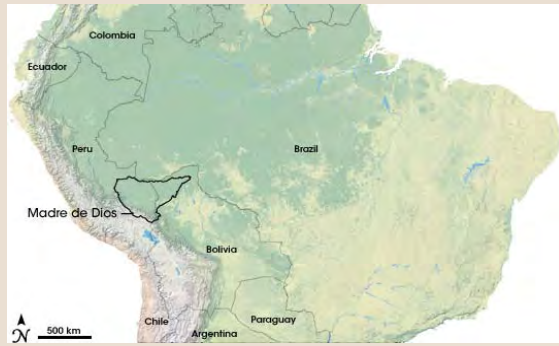 Colombia
Ecuador
Peru
Brazil
Madre de Dios
Bolivia
Paraguay
Chile
Argentina
N
500 km